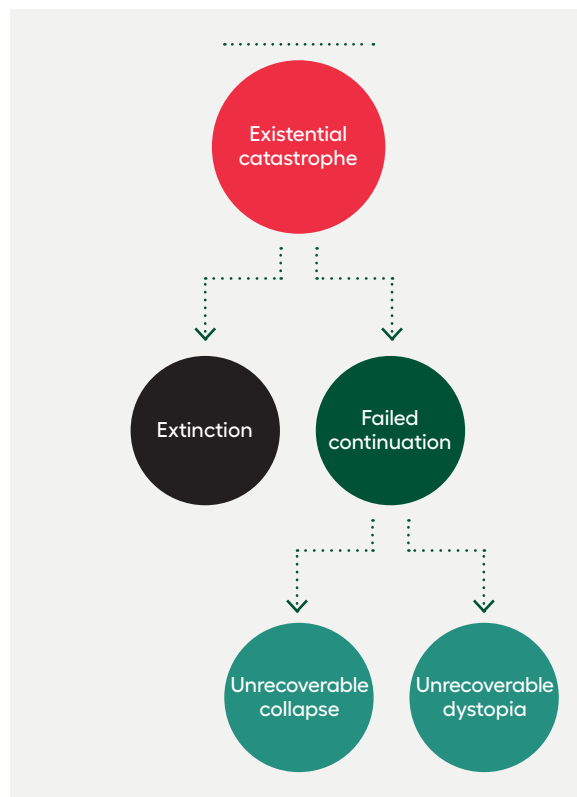 Existential
catastrophe
Extinction
Failed
continuation
Unrecoverable
collapse
Unrecoverable
dystopia